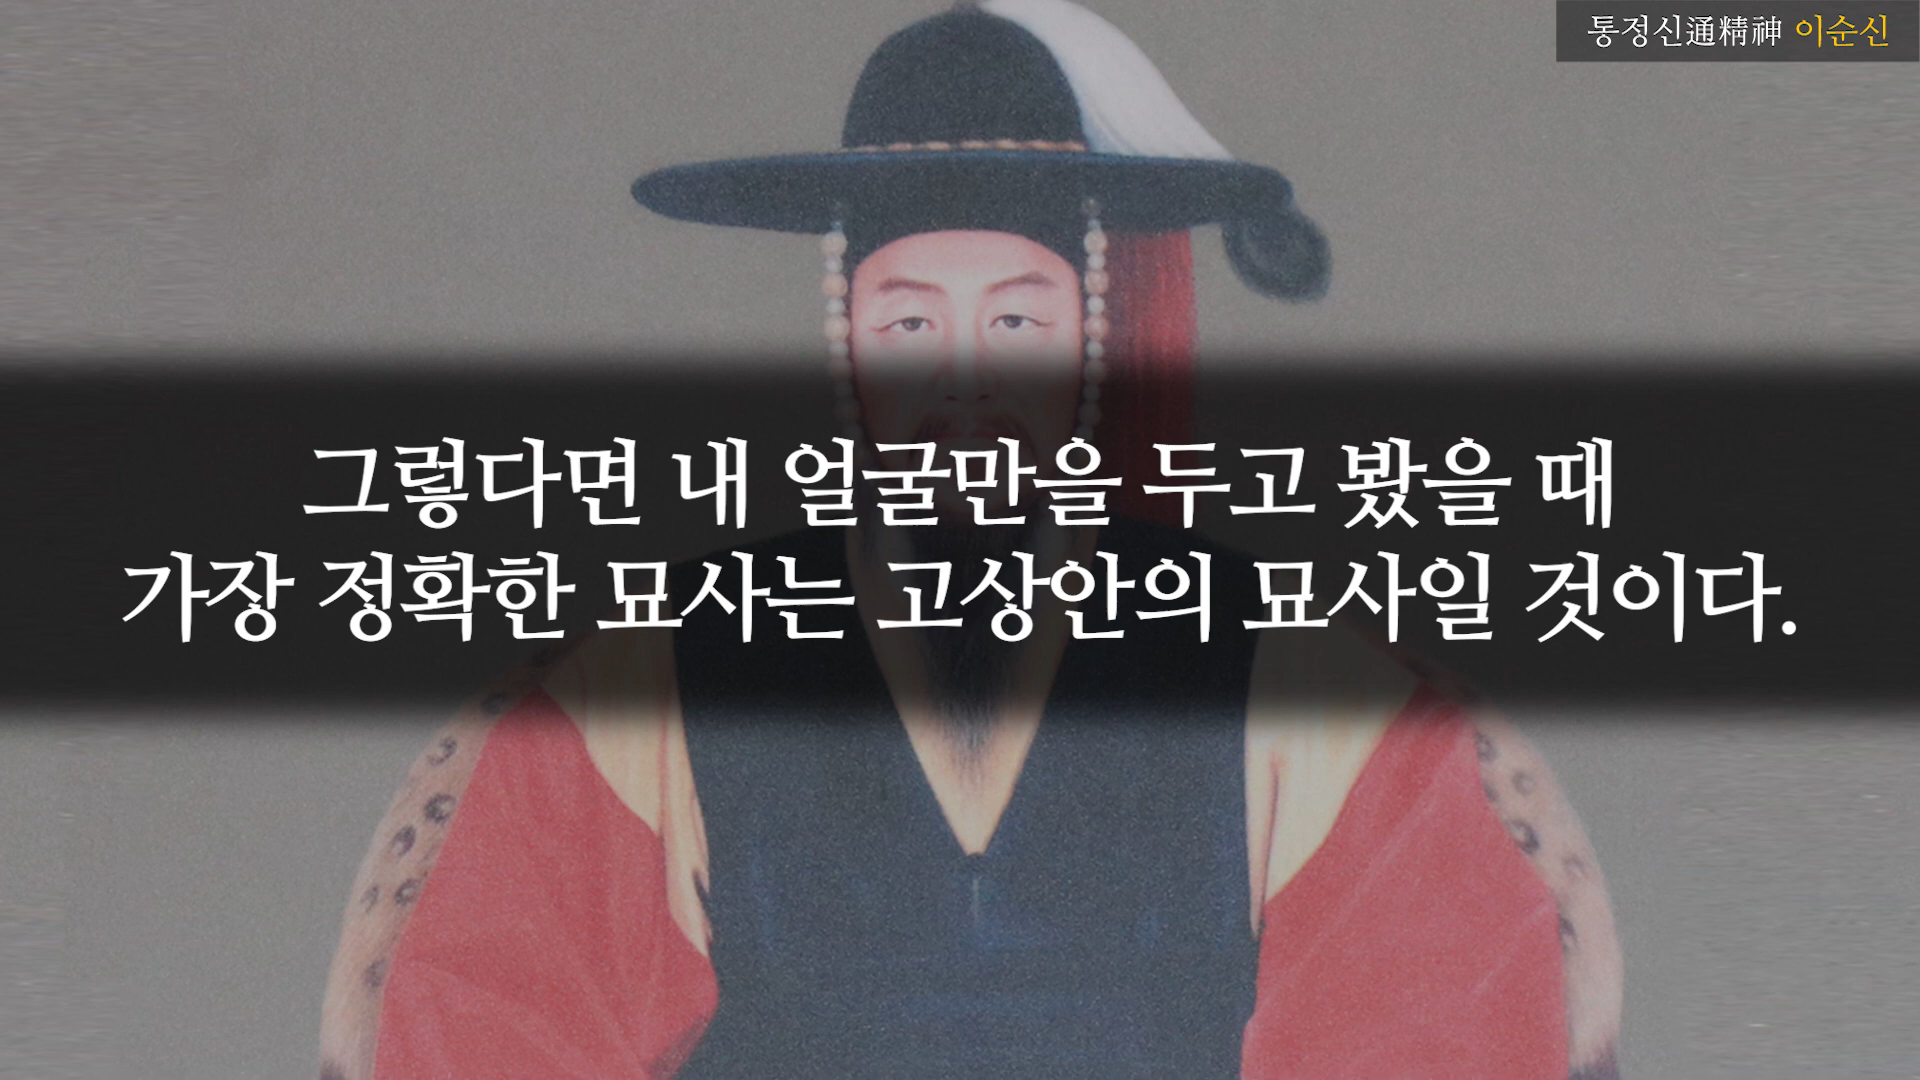 통정신通精神 이순신
그렇다면 내 얼굴만을 두고 봤을 때
가장 정확한 묘사는 고상안의 묘사일 것이다.